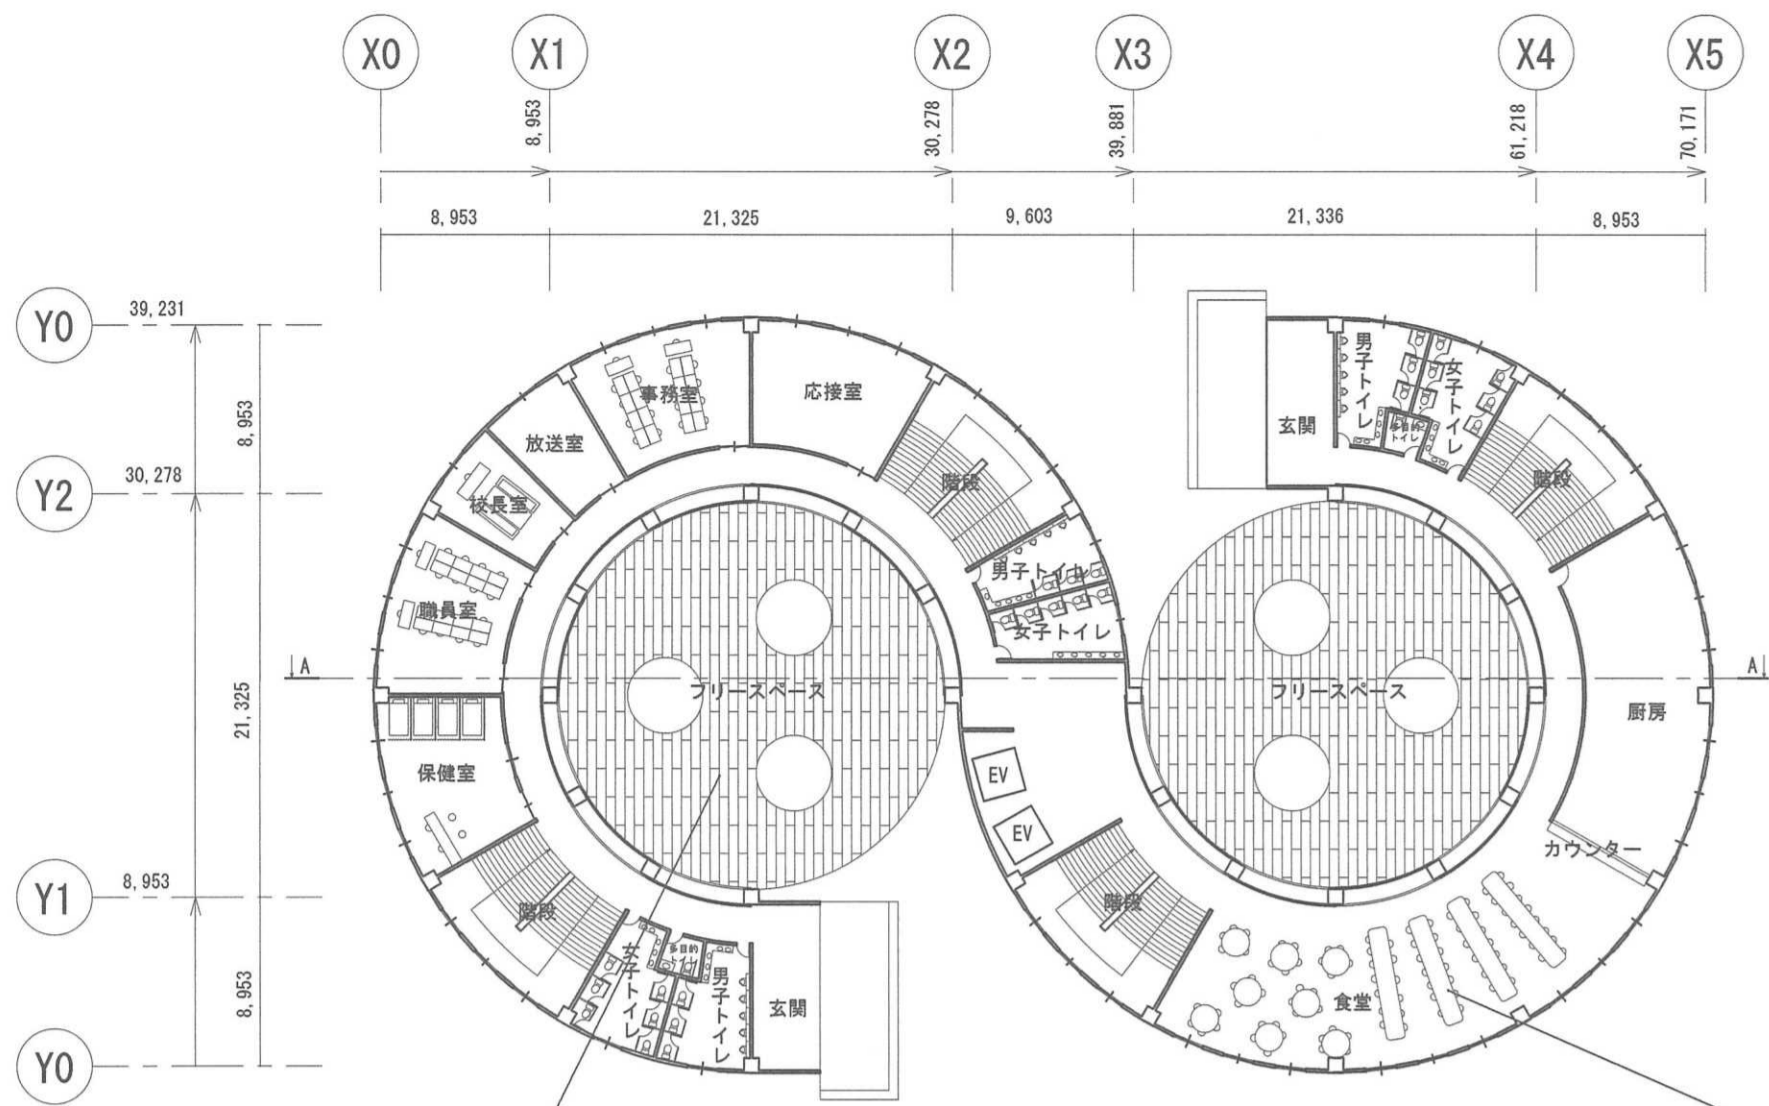 X0
X1
X2
X3
X4
X5
8,953
30,278
39,881
61,218
70,171
8,953
21,325
9,603
21,336
8,953
Y0
39,231
8,953
Y2
30,278
21,325
Y1
8,953
8,953
Y0
事務室
応接室
放送室
校長室
職員室
保健室
階段
男子トイレ
女子トイレ
フリースペース
A
EV
EV
階段
女子トイレ
多目的
トイレ
男子トイレ
玄関
玄関
男子トイレ
多目的
トイレ
女子トイレ
階段
フリースペース
A
厨房
カウンター
階段
食堂